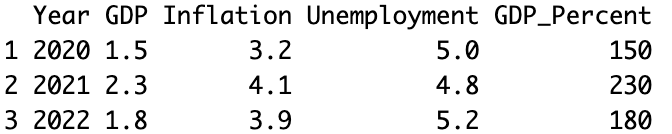 Year GDP Inflation Unemployment GDP_Percent
1 2020 1.5       3.2          5.0         150
2 2021 2.3       4.1          4.8         230
3 2022 1.8       3.9          5.2         180